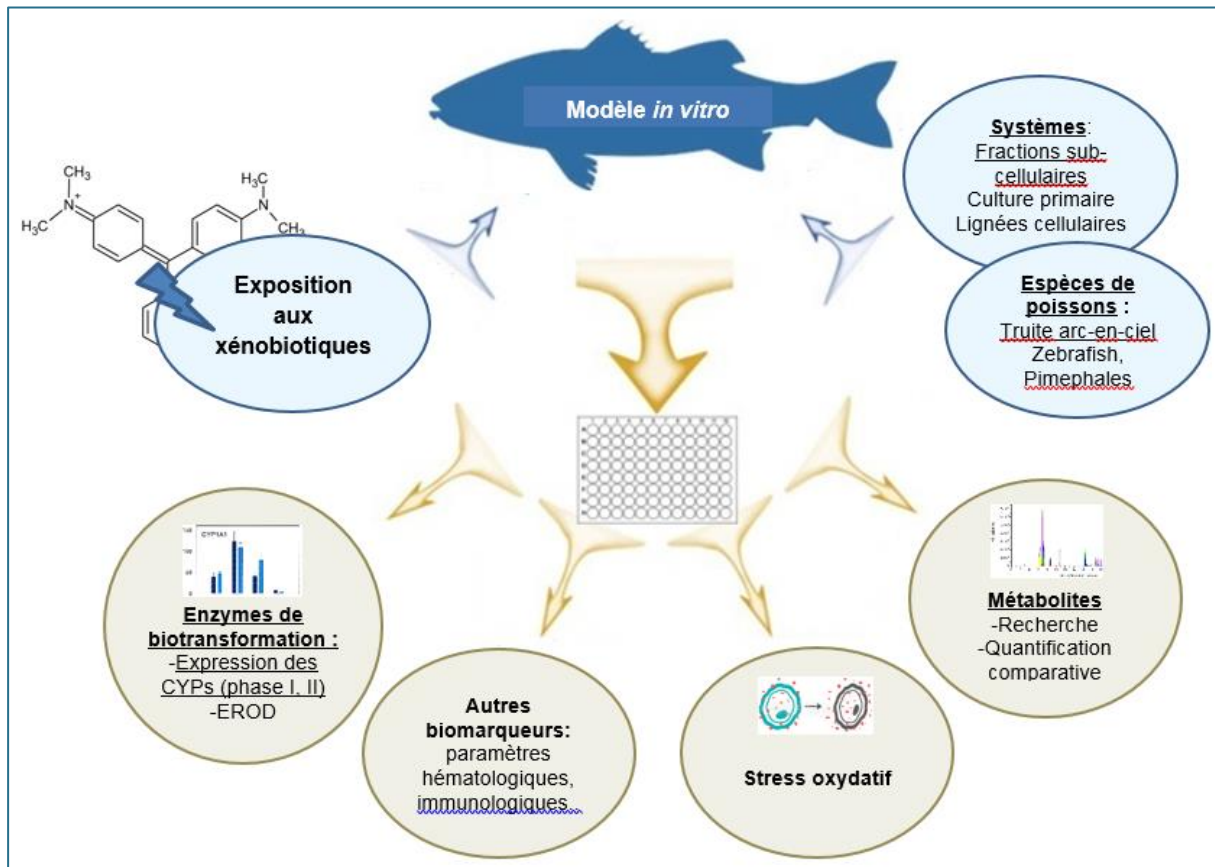 Modèle in vitro
Systèmes:
Fractions sub-
cellulaires
Culture primaire
Lignées cellulaires
CH₃
N⁺
H₃C
H₃C
N
CH₃
CH₃
Exposition
aux
xénobiotiques
Espèces de
poissons :
Truite arc-en-ciel
Zebrafish,
Pimephales
CYP1A1
Enzymes de
biotransformation :
-Expression des
CYPs (phase I, II)
-EROD
Autres
biomarqueurs:
paramètres
hématologiques,
immunologiques..
Stress oxydatif
Métabolites
-Recherche
-Quantification
comparative